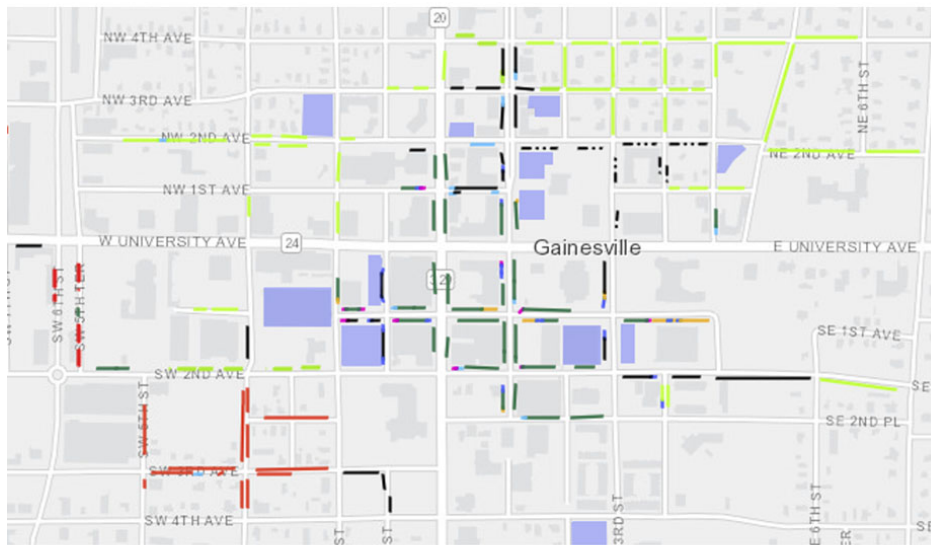 20
NW 4TH AVE
NW 3RD AVE
NE 6TH ST
NW 2ND AVE
NE 2ND AVE
NW 1ST AVE
W UNIVERSITY AVE
24
Gainesville
E UNIVERSITY AVE
SW 6TH ST
SW 5TH TER
SE 1ST AVE
SW 2ND AVE
SE
SW 5TH ST
SE 2ND PL
SW 3RD AVE
SW 4TH AVE
ST
ST
3RD ST
E 6TH ST
ER
SE